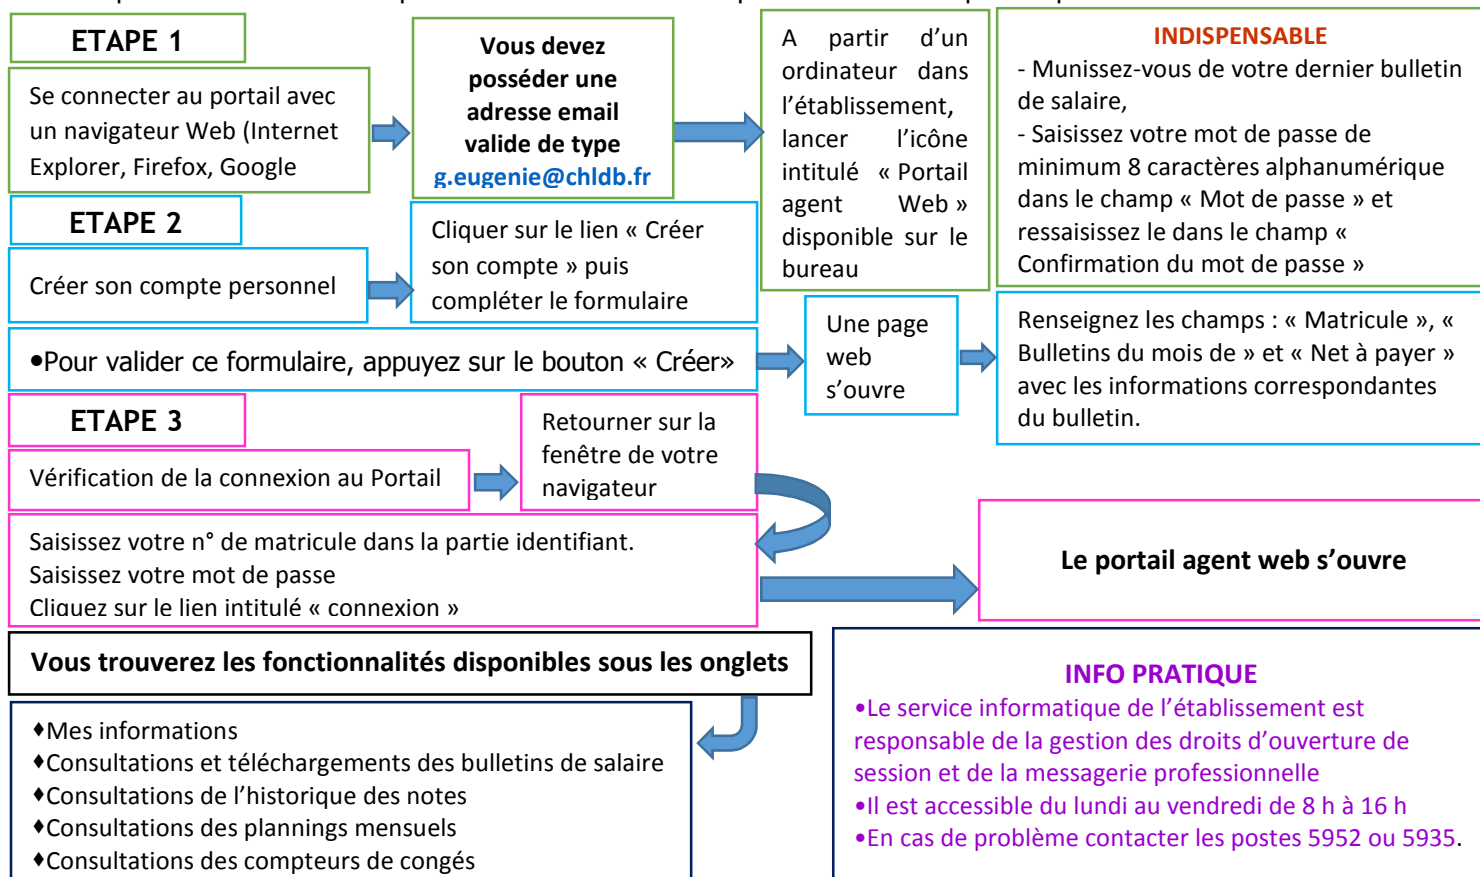 ETAPE 1
Se connecter au portail avec
un navigateur Web (Internet
Explorer, Firefox, Google
Vous devez
posséder une
adresse email
valide de type
g.eugenie@chldb.fr
A partir d’un
ordinateur dans
l’établissement,
lancer l’icône
intitulé « Portail
agent Web »
disponible sur le
bureau
INDISPENSABLE
- Munissez-vous de votre dernier bulletin
de salaire,
- Saisissez votre mot de passe de
minimum 8 caractères alphanumérique
dans le champ « Mot de passe » et
ressaisissez le dans le champ «
Confirmation du mot de passe »
ETAPE 2
Créer son compte personnel
Cliquer sur le lien « Créer
son compte » puis
compléter le formulaire
•Pour valider ce formulaire, appuyez sur le bouton « Créer»
Une page
web
s’ouvre
Renseignez les champs : « Matricule », «
Bulletins du mois de » et « Net à payer »
avec les informations correspondantes
du bulletin.
ETAPE 3
Vérification de la connexion au Portail
Retourner sur la
fenêtre de votre
navigateur
Saisissez votre n° de matricule dans la partie identifiant.
Saisissez votre mot de passe
Cliquez sur le lien intitulé « connexion »
Le portail agent web s’ouvre
Vous trouverez les fonctionnalités disponibles sous les onglets
♦Mes informations
♦Consultations et téléchargements des bulletins de salaire
♦Consultations de l’historique des notes
♦Consultations des plannings mensuels
♦Consultations des compteurs de congés
INFO PRATIQUE
•Le service informatique de l’établissement est
responsable de la gestion des droits d’ouverture de
session et de la messagerie professionnelle
•Il est accessible du lundi au vendredi de 8 h à 16 h
•En cas de problème contacter les postes 5952 ou 5935.